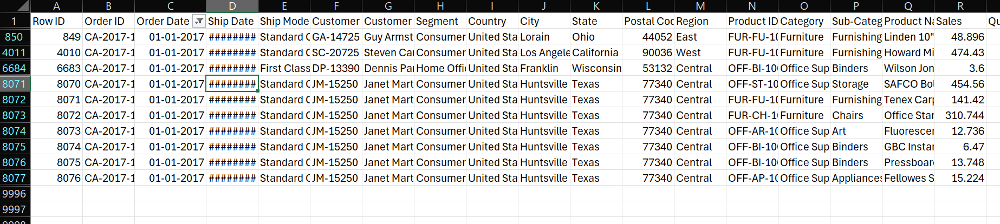 A B C D E F G H I J K L M N O P Q R
1 Row ID Order ID Order Date Ship Date Ship Mode Customer Customer Segment Country City State Postal Coc Region Product ID Category Sub-Categ Product Na Sales Qu
850 849 CA-2017-1 01-01-2017 ######## Standard C GA-14725 Guy Armst Consumer United Sta Lorain Ohio 44052 East FUR-FU-10 Furniture Furnishing Linden 10" 48.896
4011 4010 CA-2017-1 01-01-2017 ######## Standard C SC-20725 Steven Car Consumer United Sta Los Angele California 90036 West FUR-FU-10 Furniture Furnishing Howard Mi 474.43
6684 6683 CA-2017-1 01-01-2017 ######## First Class DP-13390 Dennis Pa Home Offi United Sta Franklin Wisconsin 53132 Central OFF-BI-100 Office Sup Binders Wilson Jon 3.6
8071 8070 CA-2017-1 01-01-2017 ######## Standard C JM-15250 Janet Mart Consumer United Sta Huntsville Texas 77340 Central OFF-ST-10 Office Sup Storage SAFCO Bo 454.56
8072 8071 CA-2017-1 01-01-2017 ######## Standard C JM-15250 Janet Mart Consumer United Sta Huntsville Texas 77340 Central FUR-FU-10 Furniture Furnishing Tenex Carp 141.42
8073 8072 CA-2017-1 01-01-2017 ######## Standard C JM-15250 Janet Mart Consumer United Sta Huntsville Texas 77340 Central FUR-CH-1 Furniture Chairs Office Star 310.744
8074 8073 CA-2017-1 01-01-2017 ######## Standard C JM-15250 Janet Mart Consumer United Sta Huntsville Texas 77340 Central OFF-AR-10 Office Sup Art Fluorescer 12.736
8075 8074 CA-2017-1 01-01-2017 ######## Standard C JM-15250 Janet Mart Consumer United Sta Huntsville Texas 77340 Central OFF-BI-100 Office Sup Binders GBC Instar 6.47
8076 8075 CA-2017-1 01-01-2017 ######## Standard C JM-15250 Janet Mart Consumer United Sta Huntsville Texas 77340 Central OFF-BI-100 Office Sup Binders Pressboar 13.748
8077 8076 CA-2017-1 01-01-2017 ######## Standard C JM-15250 Janet Mart Consumer United Sta Huntsville Texas 77340 Central OFF-AP-10 Office Sup Appliances Fellowes S 15.224
9996
9997
9998